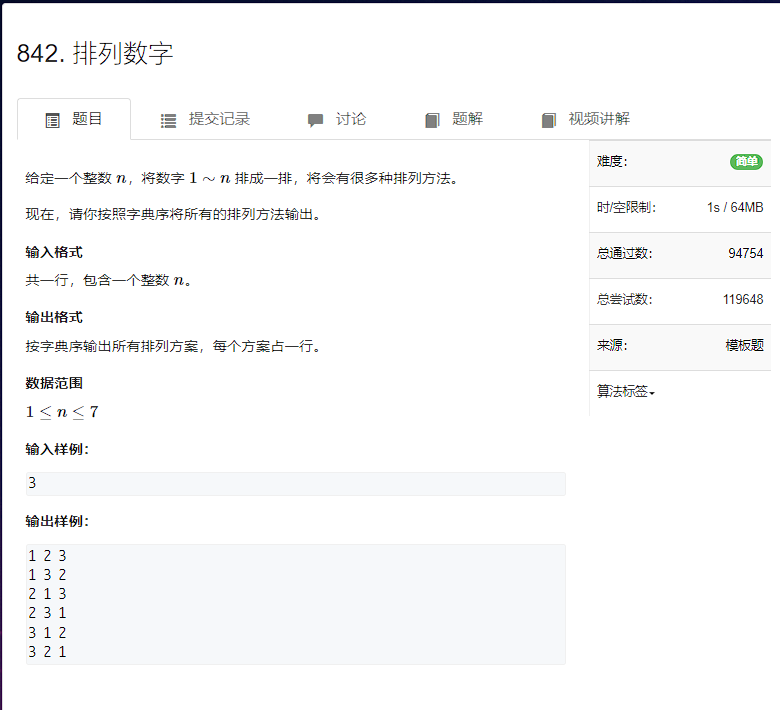 842. 排列数字
题目 提交记录 讨论 题解 视频讲解
给定一个整数 n，将数字 1 ∼ n 排成一排，将会有很多种排列方法。
现在，请你按照字典序将所有的排列方法输出。
输入格式
共一行，包含一个整数 n。
输出格式
按字典序输出所有排列方案，每个方案占一行。
数据范围
1 ≤ n ≤ 7
输入样例：
3
输出样例：
1 2 3
1 3 2
2 1 3
2 3 1
3 1 2
3 2 1
难度： 简单
时/空限制： 1s / 64MB
总通过数： 94754
总尝试数： 119648
来源： 模板题
算法标签